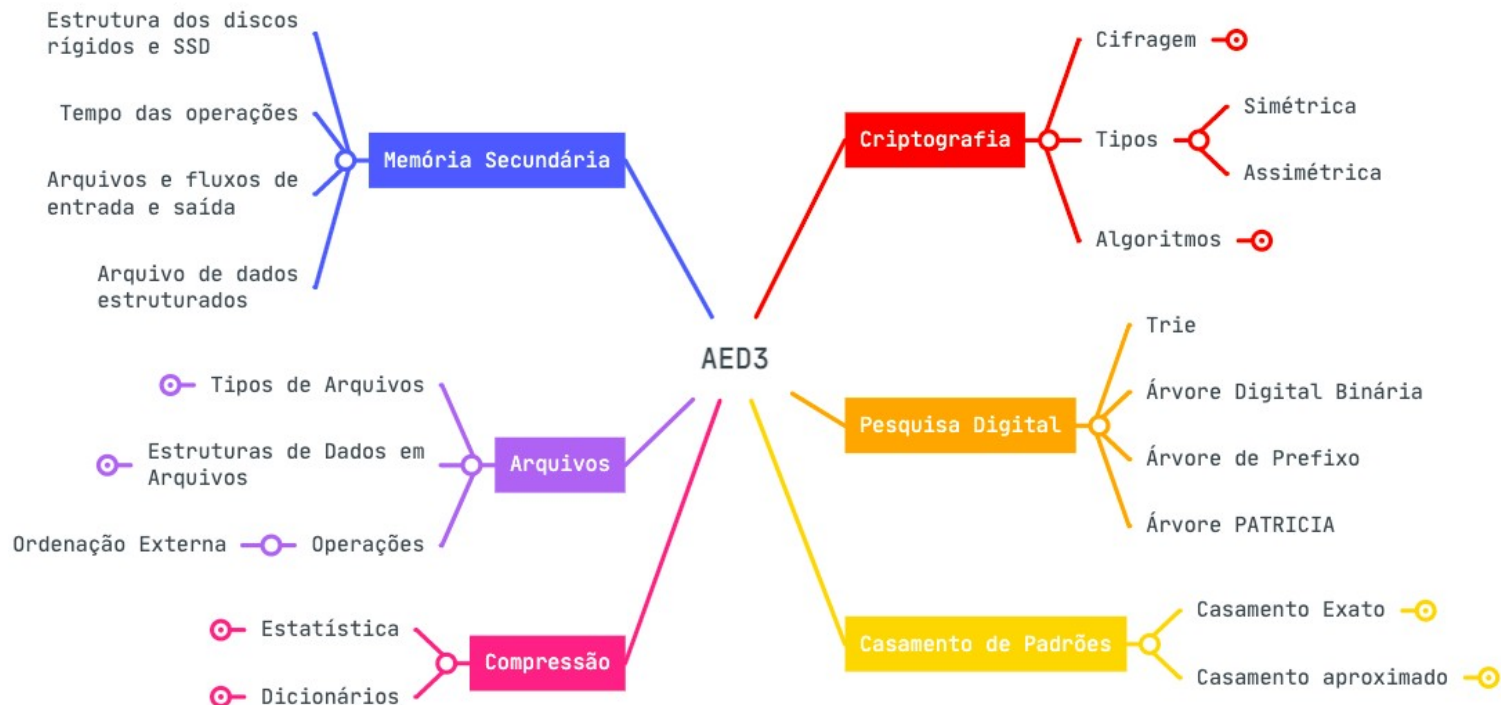 Estrutura dos discos
rígidos e SSD
Tempo das operações
Memória Secundária
Arquivos e fluxos de
entrada e saída
Arquivo de dados
estruturados
Cifragem
Simétrica
Criptografia
Tipos
Assimétrica
Algoritmos
AED3
Tipos de Arquivos
Estruturas de Dados em
Arquivos
Arquivos
Ordenação Externa
Operações
Trie
Árvore Digital Binária
Pesquisa Digital
Árvore de Prefixo
Árvore PATRICIA
Estatística
Compressão
Dicionários
Casamento Exato
Casamento de Padrões
Casamento aproximado